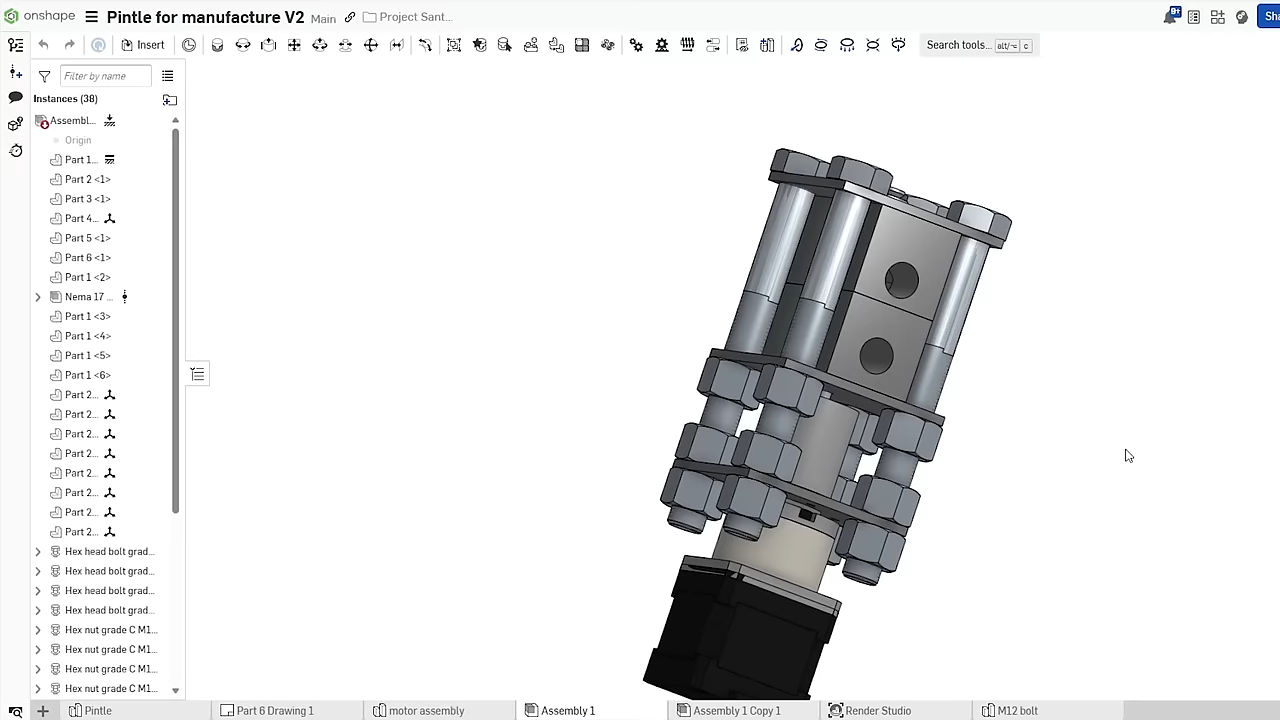 onshape Pintle for manufacture V2 Main Project Sant...
9+
Insert
Search tools... alt/⌥ c
Filter by name
Instances (38)
Assembl...
Origin
Part 1...
Part 2 <1>
Part 3 <1>
Part 4...
Part 5 <1>
Part 6 <1>
Part 1 <2>
Nema 17 ...
Part 1 <3>
Part 1 <4>
Part 1 <5>
Part 1 <6>
Part 2...
Part 2...
Part 2...
Part 2...
Part 2...
Part 2...
Part 2...
Part 2...
Hex head bolt grad...
Hex head bolt grad...
Hex head bolt grad...
Hex head bolt grad...
Hex nut grade C M1...
Hex nut grade C M1...
Hex nut grade C M1...
Hex nut grade C M1...
Pintle Part 6 Drawing 1 motor assembly Assembly 1 Assembly 1 Copy 1 Render Studio M12 bolt